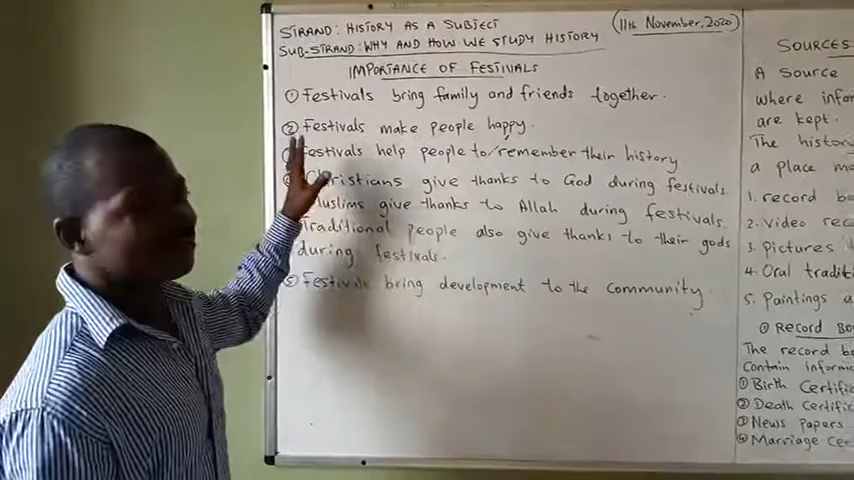 STRAND: HISTORY AS A SUBJECT
(11th November, 2020)
SUB-STRAND: WHY AND HOW WE STUDY HISTORY
IMPORTANCE OF FESTIVALS
① Festivals bring family and friends together.
② Festivals make people happy.
Festivals help people to/remember their history
Christians give thanks to God during festivals.
Muslims give thanks to Allah during festivals.
Traditional people also give thanks to their gods
during festivals.
⑤ Festivals bring development to the community.
SOURCES
A source
where
are kept.
The
a place
1. record
2. Video
3. Pictures
4. Oral
5. Paintings
① RECORD
The record
Contain
① Birth
② Death
③ News papers
④ Marriage